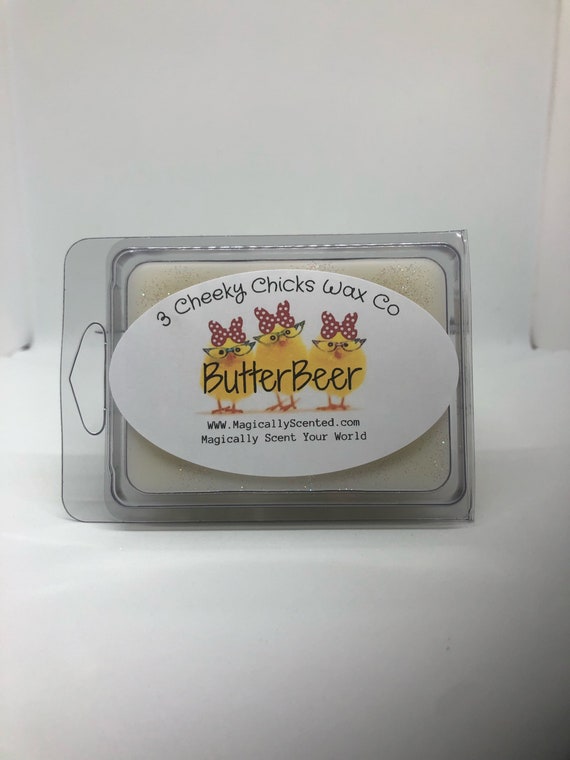 3 Cheeky Chicks Wax Co
ButterBeer
www.MagicallyScented.com
Magically Scent Your World